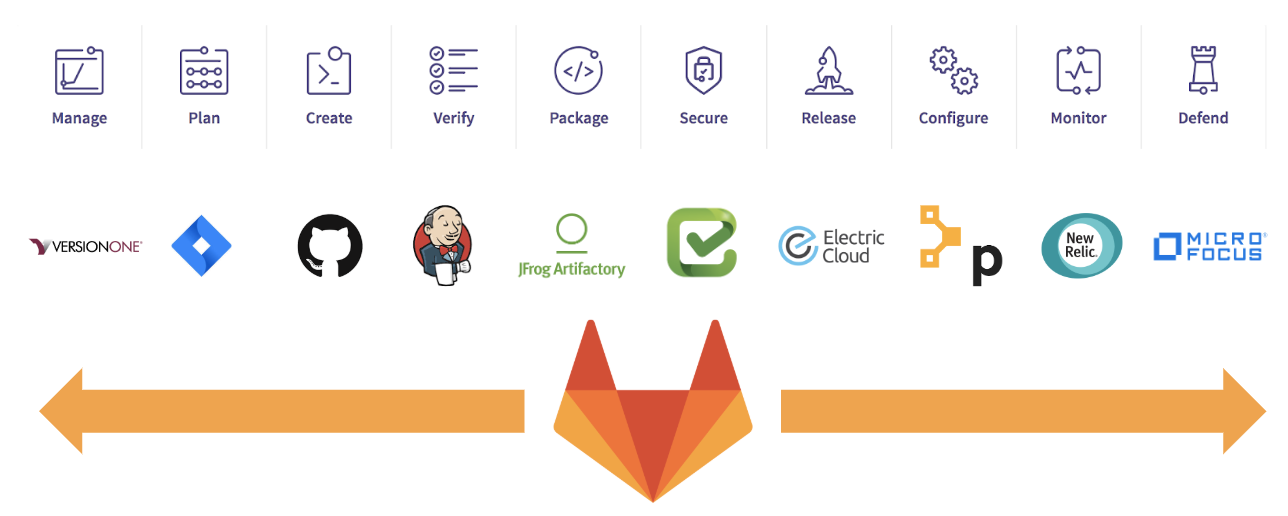 Manage
Plan
Create
Verify
Package
Secure
Release
Configure
Monitor
Defend
VERSIONONE®
JFrog Artifactory
Electric
Cloud
p
New
Relic.
MICRO
FOCUS®